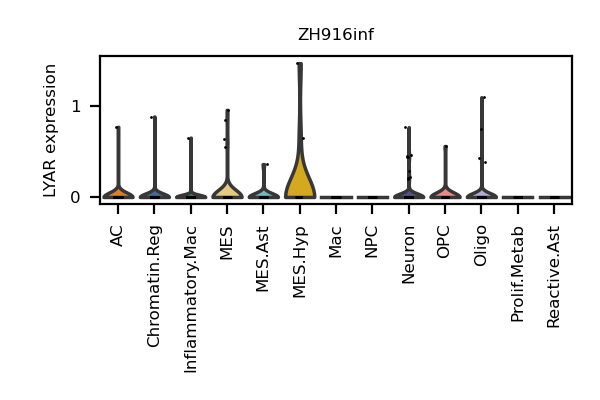 ZH916inf
LYAR expression
1
0
AC
Chromatin.Reg
Inflammatory.Mac
MES
MES.Ast
MES.Hyp
Mac
NPC
Neuron
OPC
Oligo
Prolif.Metab
Reactive.Ast